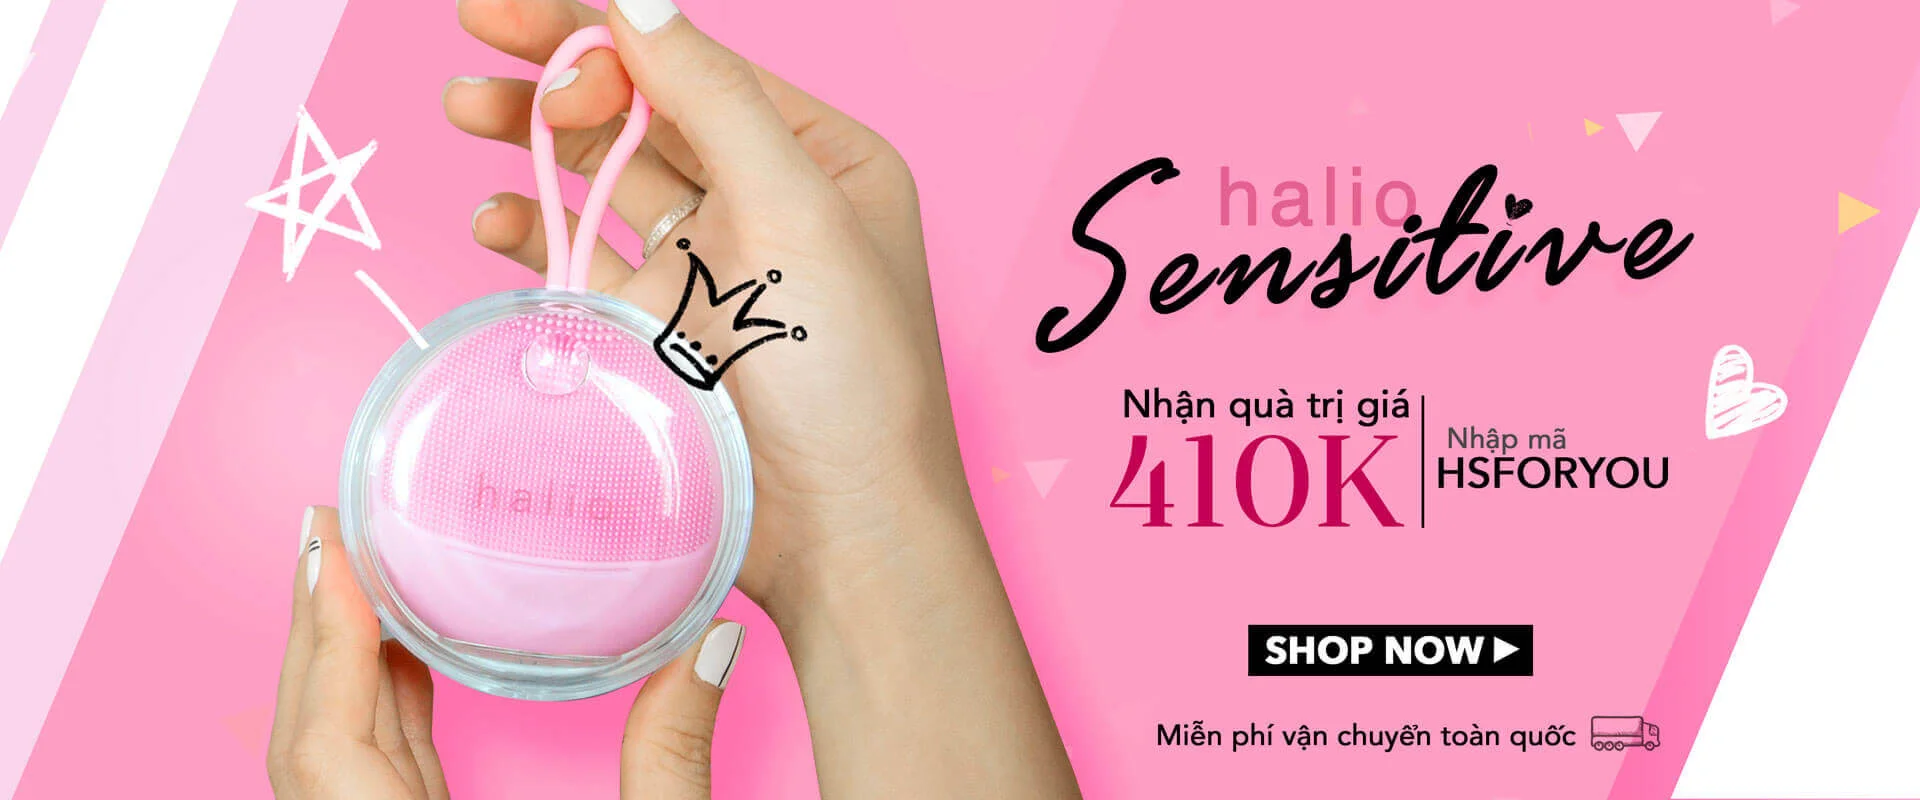 halio
Sensitive
Nhận quà trị giá
410K
Nhập mã
HSFORYOU
SHOP NOW
Miễn phí vận chuyển toàn quốc
halio